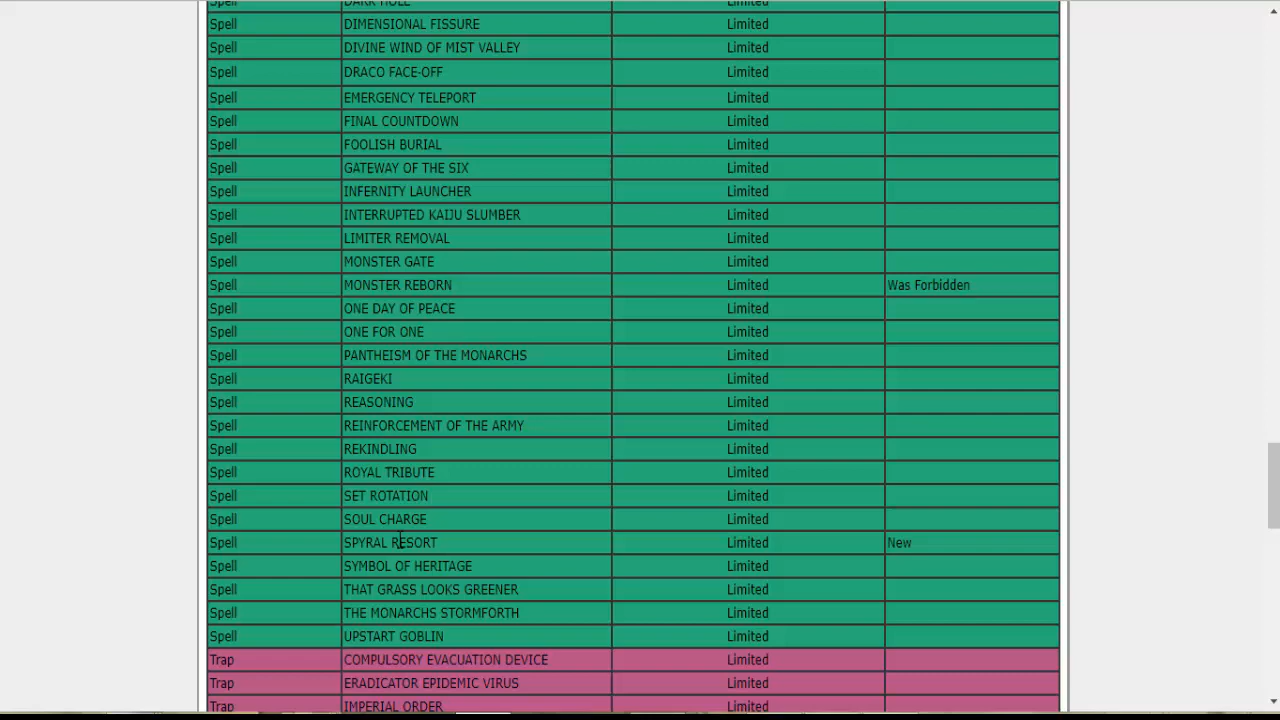 Spell DARK HOLE Limited
Spell DIMENSIONAL FISSURE Limited
Spell DIVINE WIND OF MIST VALLEY Limited
Spell DRACO FACE-OFF Limited
Spell EMERGENCY TELEPORT Limited
Spell FINAL COUNTDOWN Limited
Spell FOOLISH BURIAL Limited
Spell GATEWAY OF THE SIX Limited
Spell INFERNITY LAUNCHER Limited
Spell INTERRUPTED KAIJU SLUMBER Limited
Spell LIMITER REMOVAL Limited
Spell MONSTER GATE Limited
Spell MONSTER REBORN Limited Was Forbidden
Spell ONE DAY OF PEACE Limited
Spell ONE FOR ONE Limited
Spell PANTHEISM OF THE MONARCHS Limited
Spell RAIGEKI Limited
Spell REASONING Limited
Spell REINFORCEMENT OF THE ARMY Limited
Spell REKINDLING Limited
Spell ROYAL TRIBUTE Limited
Spell SET ROTATION Limited
Spell SOUL CHARGE Limited
Spell SPYRAL RESORT Limited New
Spell SYMBOL OF HERITAGE Limited
Spell THAT GRASS LOOKS GREENER Limited
Spell THE MONARCHS STORMFORTH Limited
Spell UPSTART GOBLIN Limited
Trap COMPULSORY EVACUATION DEVICE Limited
Trap ERADICATOR EPIDEMIC VIRUS Limited
Trap IMPERIAL ORDER Limited